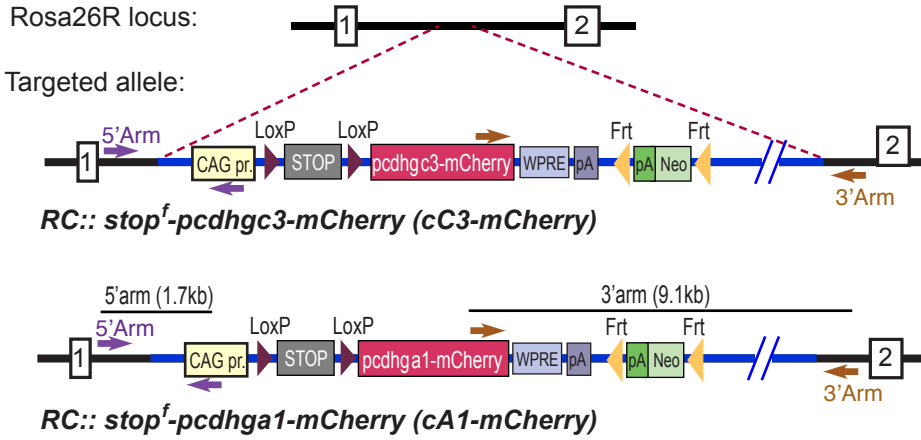 Rosa26R locus:
1 2
Targeted allele:
5'Arm LoxP LoxP Frt Frt
1 CAG pr. STOP pcdhgc3-mCherry WPRE pA pA Neo 2
3'Arm
RC:: stop^f-pcdhgc3-mCherry (cC3-mCherry)
5'arm (1.7kb) 3'arm (9.1kb)
5'Arm LoxP LoxP Frt Frt
1 CAG pr. STOP pcdhga1-mCherry WPRE pA pA Neo 2
3'Arm
RC:: stop^f-pcdhga1-mCherry (cA1-mCherry)